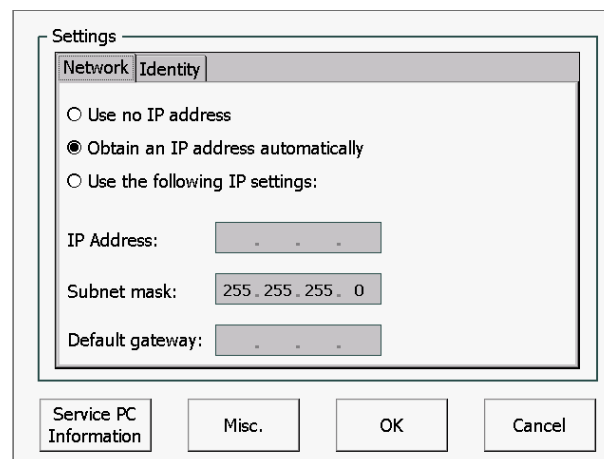 Settings
Network Identity
Use no IP address
Obtain an IP address automatically
Use the following IP settings:
IP Address: . . .
Subnet mask: 255.255.255. 0
Default gateway: . . .
Service PC
Information
Misc.
OK
Cancel